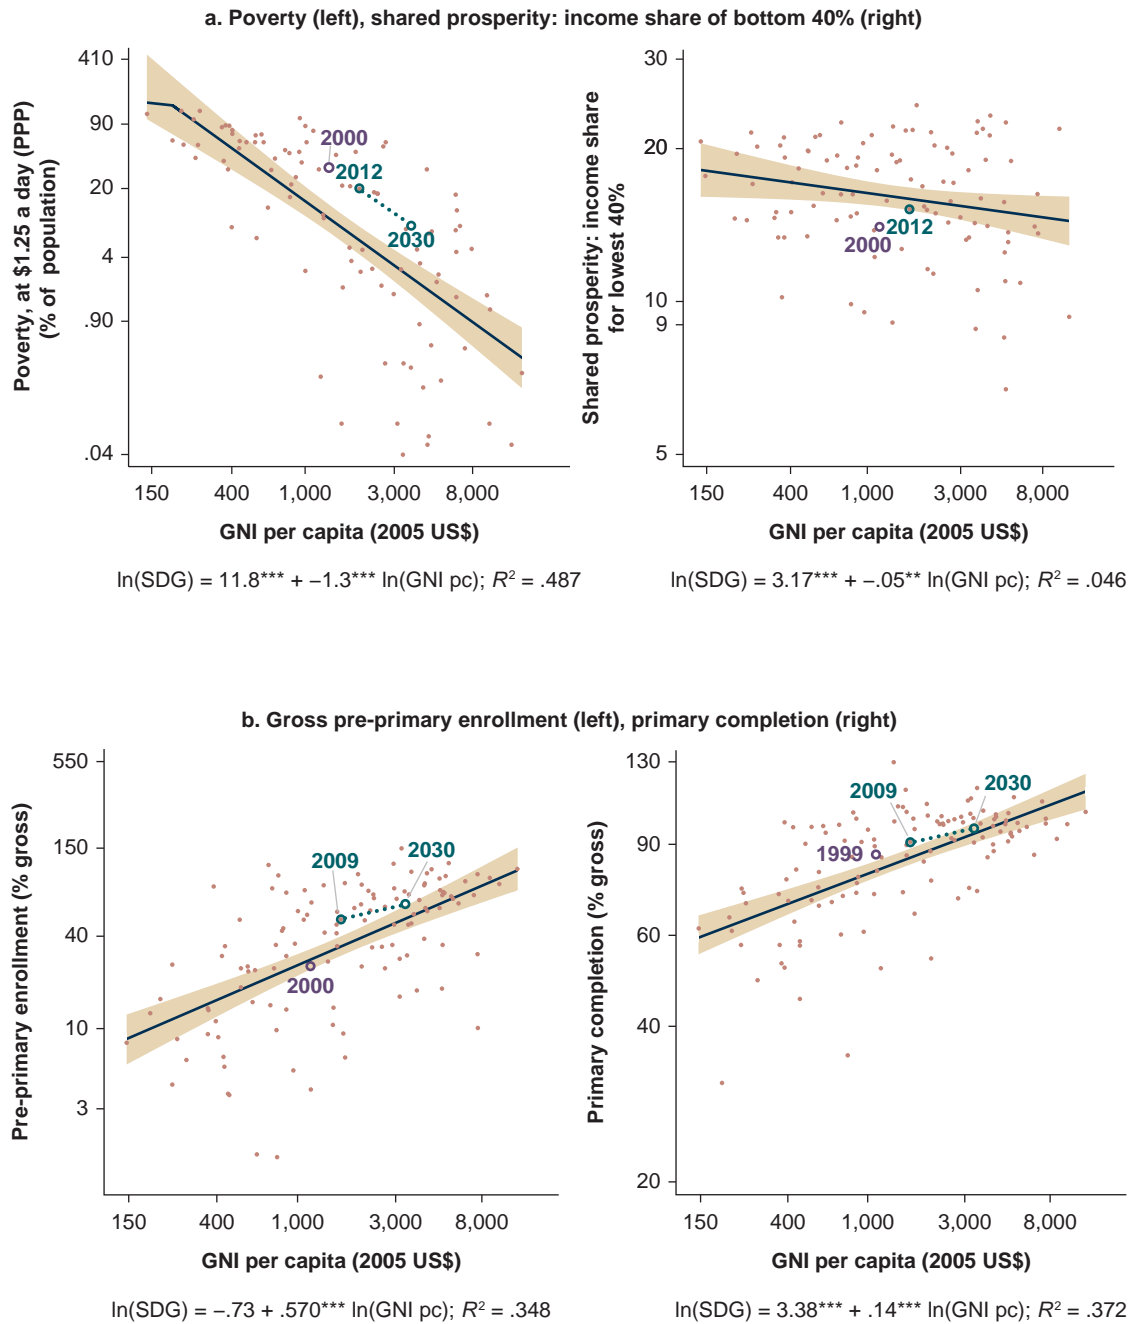 a. Poverty (left), shared prosperity: income share of bottom 40% (right)
Poverty, at $1.25 a day (PPP)
(% of population)
410
90
20
4
.90
.04
2000
2012
2030
150 400 1,000 3,000 8,000
GNI per capita (2005 US$)
ln(SDG) = 11.8*** + –1.3*** ln(GNI pc); R² = .487
Shared prosperity: income share
for lowest 40%
30
20
10
9
5
2012
2000
150 400 1,000 3,000 8,000
GNI per capita (2005 US$)
ln(SDG) = 3.17*** + –.05** ln(GNI pc); R² = .046
b. Gross pre-primary enrollment (left), primary completion (right)
Pre-primary enrollment (% gross)
550
150
40
10
3
2009
2030
2000
150 400 1,000 3,000 8,000
GNI per capita (2005 US$)
ln(SDG) = –.73 + .570*** ln(GNI pc); R² = .348
Primary completion (% gross)
130
90
60
40
20
2009
2030
1999
150 400 1,000 3,000 8,000
GNI per capita (2005 US$)
ln(SDG) = 3.38*** + .14*** ln(GNI pc); R² = .372